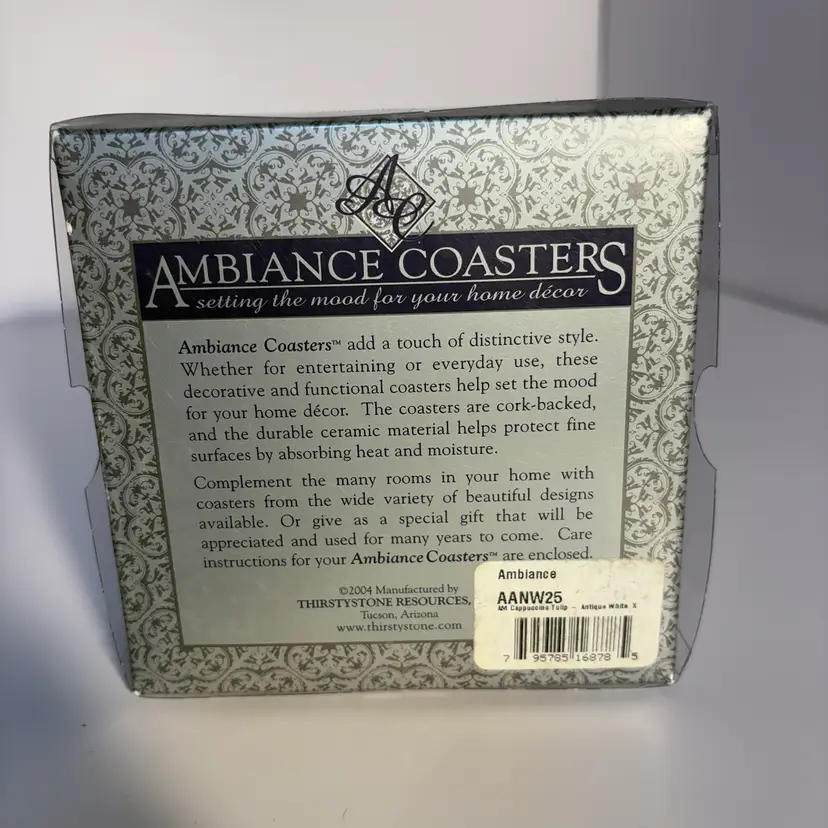 AC
AMBIANCE COASTERS
setting the mood for your home décor
Ambiance Coasters™ add a touch of distinctive style.
Whether for entertaining or everyday use, these
decorative and functional coasters help set the mood
for your home décor. The coasters are cork-backed,
and the durable ceramic material helps protect fine
surfaces by absorbing heat and moisture.
Complement the many rooms in your home with
coasters from the wide variety of beautiful designs
available. Or give as a special gift that will be
appreciated and used for many years to come. Care
instructions for your Ambiance Coasters™ are enclosed.
©2004 Manufactured by
THIRSTYSTONE RESOURCES,
Tucson, Arizona
www.thirstystone.com
Ambiance
AANW25
AM Cappuccino Tulip - Antique White X
7 95785 16878 5